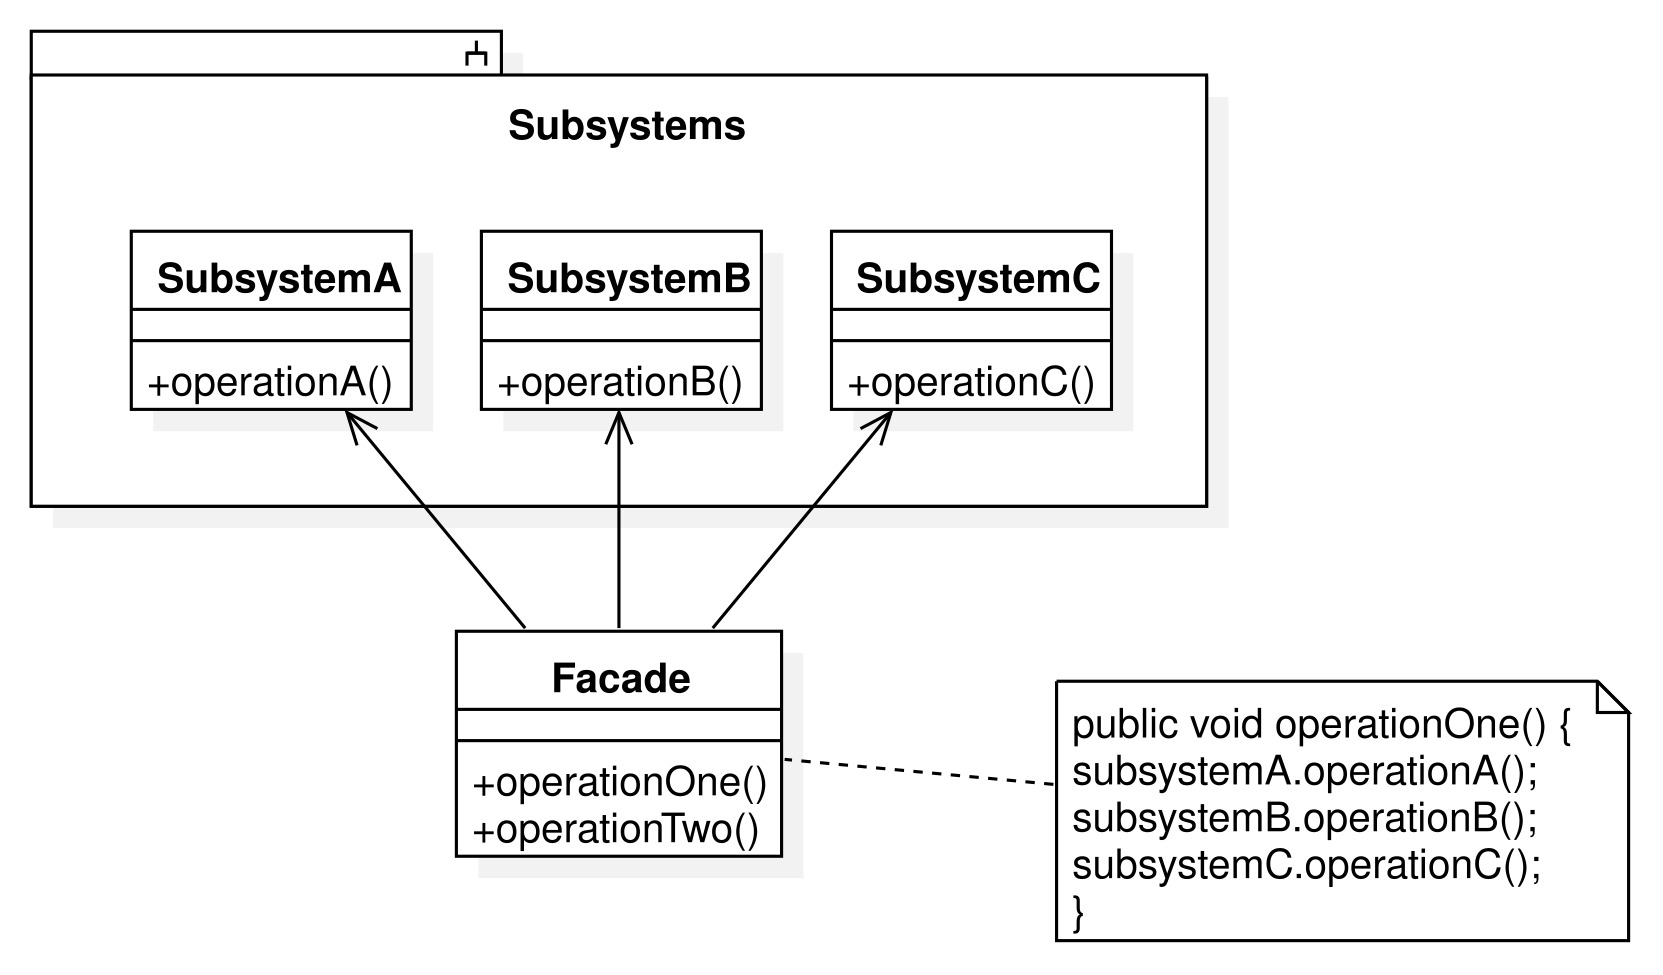 Subsystems
SubsystemA
+operationA()
SubsystemB
+operationB()
SubsystemC
+operationC()
Facade
+operationOne()
+operationTwo()
public void operationOne() {
subsystemA.operationA();
subsystemB.operationB();
subsystemC.operationC();
}